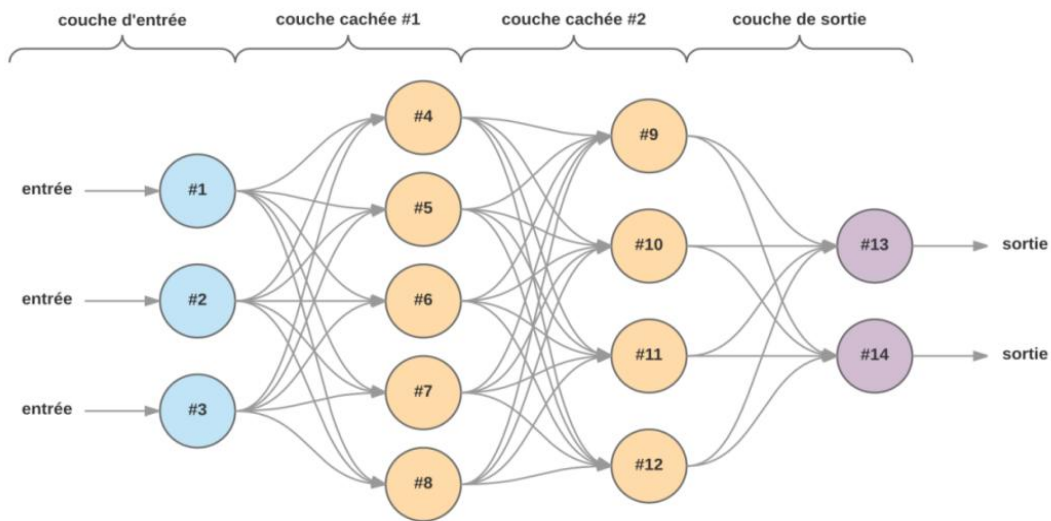 couche d'entrée couche cachée #1 couche cachée #2 couche de sortie
#4
#9
entrée #1
#5
#10 #13 sortie
entrée #2 #6
#11 #14 sortie
#7
entrée #3
#12
#8